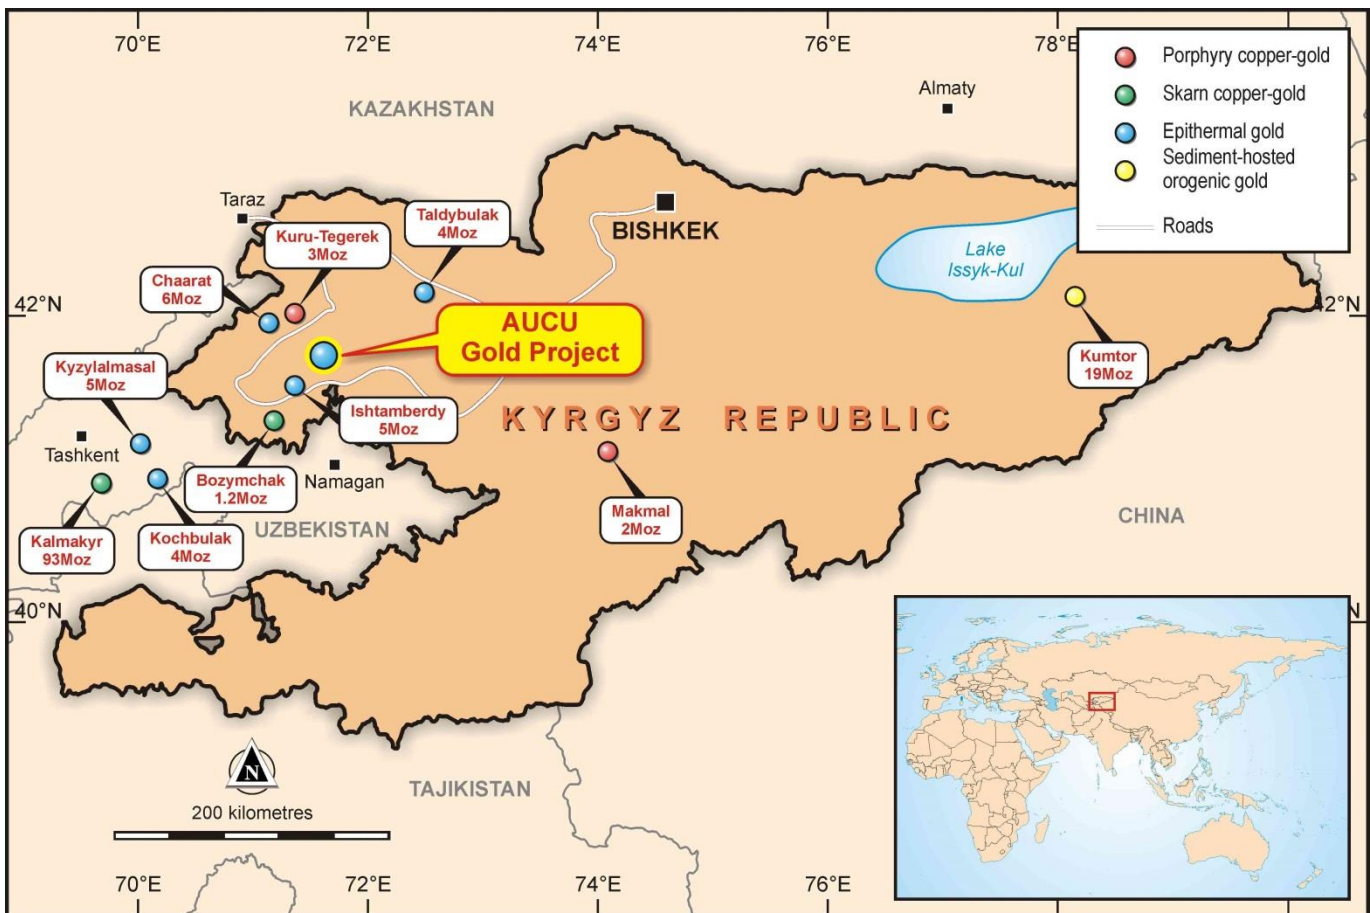 70°E
72°E
74°E
76°E
78°
Porphyry copper-gold
Skarn copper-gold
Epithermal gold
Sediment-hosted
orogenic gold
Roads
Almaty
KAZAKHSTAN
Taraz
BISHKEK
Taldybulak
4Moz
Kuru-Tegerek
3Moz
Chaarat
6Moz
Lake
Issyk-Kul
42°N
42°N
AUCU
Gold Project
Kumtor
19Moz
Kyzylalmasal
5Moz
Ishtamberdy
5Moz
KYRGYZ REPUBLIC
Tashkent
Bozymchak
1.2Moz
Namagan
Makmal
2Moz
CHINA
UZBEKISTAN
Kalmakyr
93Moz
Kochbulak
4Moz
40°N
N
N
TAJIKISTAN
200 kilometres
70°E
72°E
74°E
76°E